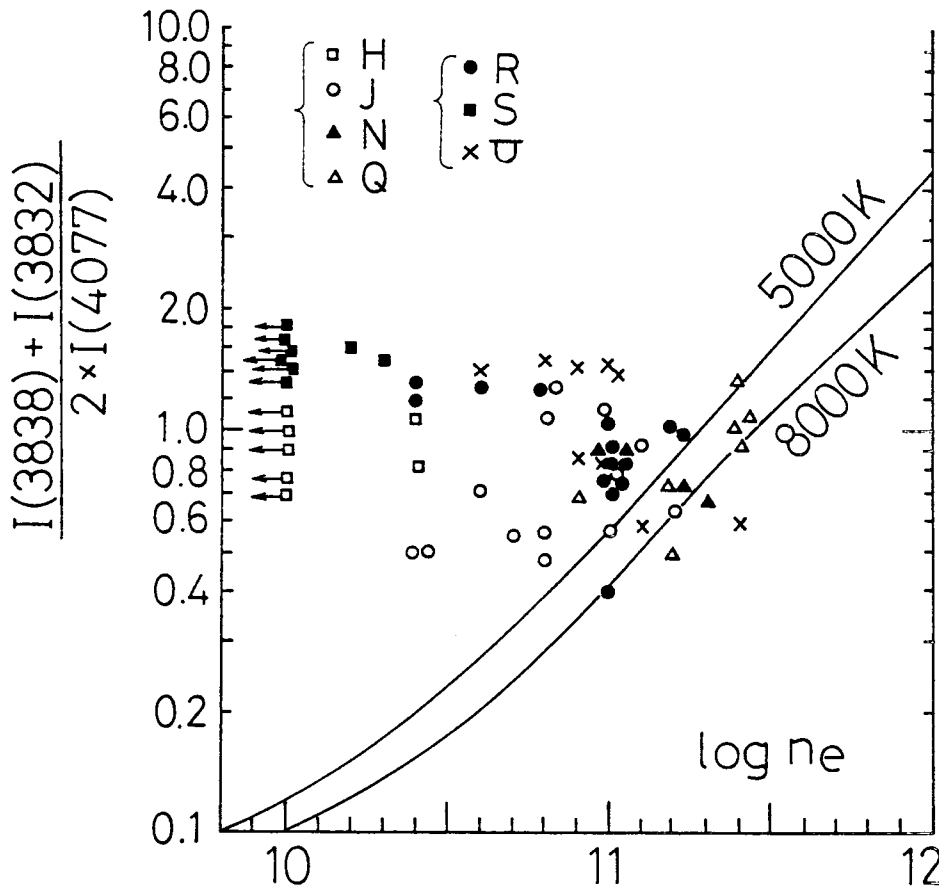 I(3838) + I(3832)
2 × I(4077)
10.0
8.0
6.0
4.0
2.0
1.0
0.8
0.6
0.4
0.2
0.1
H
J
N
Q
R
S
U̅
5000K
8000K
log ne
10
11
12